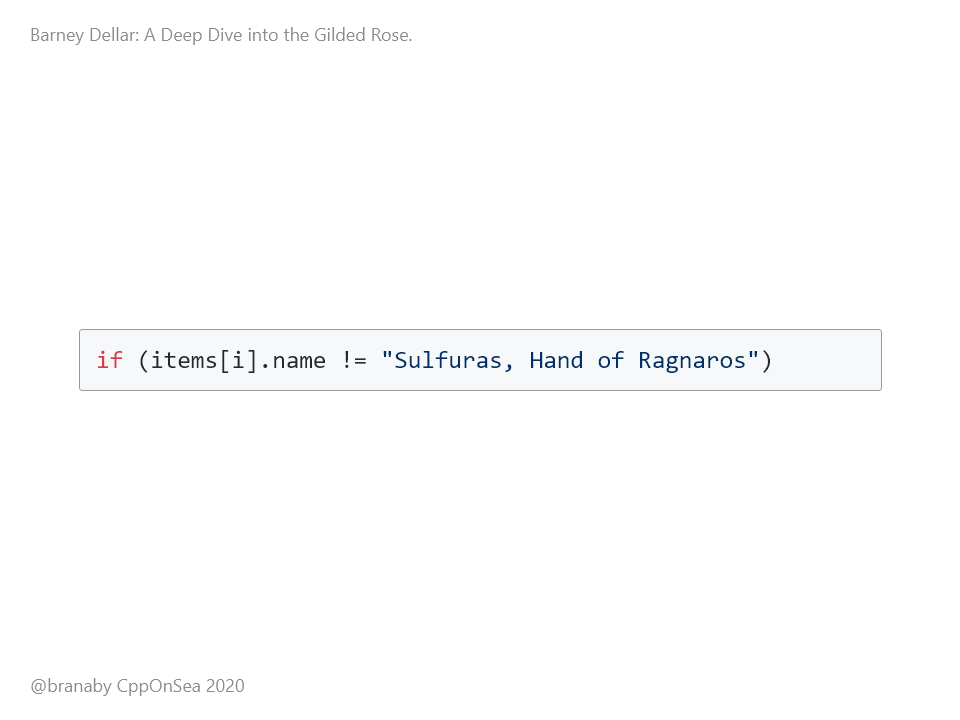 Barney Dellar: A Deep Dive into the Gilded Rose.
if (items[i].name != "Sulfuras, Hand of Ragnaros")
@branaby CppOnSea 2020